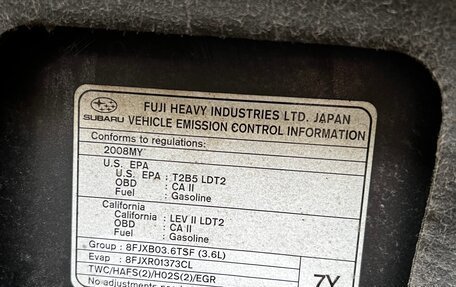 FUJI HEAVY INDUSTRIES LTD. JAPAN
SUBARU VEHICLE EMISSION CONTROL INFORMATION
Conforms to regulations:
2008MY
U.S. EPA
U.S. EPA : T2B5 LDT2
OBD : CA II
Fuel : Gasoline
California
California : LEV II LDT2
OBD : CA II
Fuel : Gasoline
Group : 8FJXB03.6TSF (3.6L)
Evap : 8FJXR01373CL
TWC/HAFS(2)/HO2S(2)/EGR
7Y
No adjustments